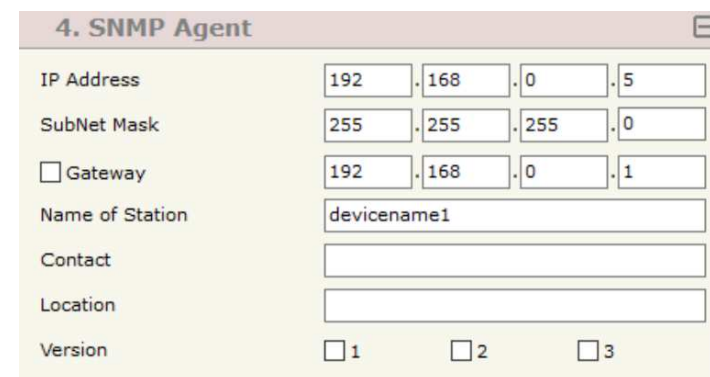 4. SNMP Agent
IP Address 192 . 168 . 0 . 5
SubNet Mask 255 . 255 . 255 . 0
Gateway 192 . 168 . 0 . 1
Name of Station devicename1
Contact
Location
Version 1 2 3